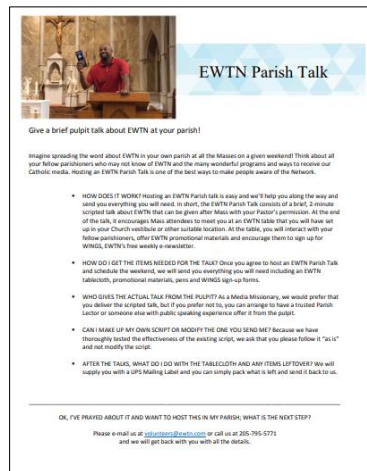 EWTN Parish Talk
Give a brief pulpit talk about EWTN at your parish!
Imagine spreading the word about EWTN in your own parish at all the Masses on a given weekend! Think about all
your fellow parishioners who may not know of EWTN and the many wonderful programs and ways to receive our
Catholic media. Hosting an EWTN Parish Talk is one of the best ways to make people aware of the Network.
• HOW DOES IT WORK? Hosting an EWTN Parish talk is easy and we'll help you along the way and
send you everything you will need. In short, the EWTN Parish Talk consists of a brief, 2-minute
scripted talk about EWTN that can be given after Mass with your Pastor's permission. At the end
of the talk, it encourages Mass attendees to meet you at an EWTN table that you will have set
up in your Church vestibule or other suitable location. At the table, you will interact with your
fellow parishioners, offer EWTN promotional materials and encourage them to sign up for
WINGS, EWTN's free weekly e-newsletter.
• HOW DO I GET THE ITEMS NEEDED FOR THE TALK? Once you agree to host an EWTN Parish Talk
and schedule the weekend, we will send you everything you will need including an EWTN
tablecloth, promotional materials, pens and WINGS sign-up forms.
• WHO GIVES THE ACTUAL TALK FROM THE PULPIT? As a Media Missionary, we would prefer that
you deliver the scripted talk, but if you prefer not to, you can arrange to have a trusted Parish
Lector or someone else with public speaking experience offer it from the pulpit.
• CAN I MAKE UP MY OWN SCRIPT OR MODIFY THE ONE YOU SEND ME? Because we have
thoroughly tested the effectiveness of the existing script, we ask that you please follow it "as is"
and not modify the script.
• AFTER THE TALKS, WHAT DO I DO WITH THE TABLECLOTH AND ANY ITEMS LEFTOVER? We will
supply you with a UPS Mailing Label and you can simply pack what is left and send it back to us.
OK, I'VE PRAYED ABOUT IT AND WANT TO HOST THIS IN MY PARISH; WHAT IS THE NEXT STEP?
Please e-mail us at volunteers@ewtn.com or call us at 205-795-5771
and we will get back with you with all the details.